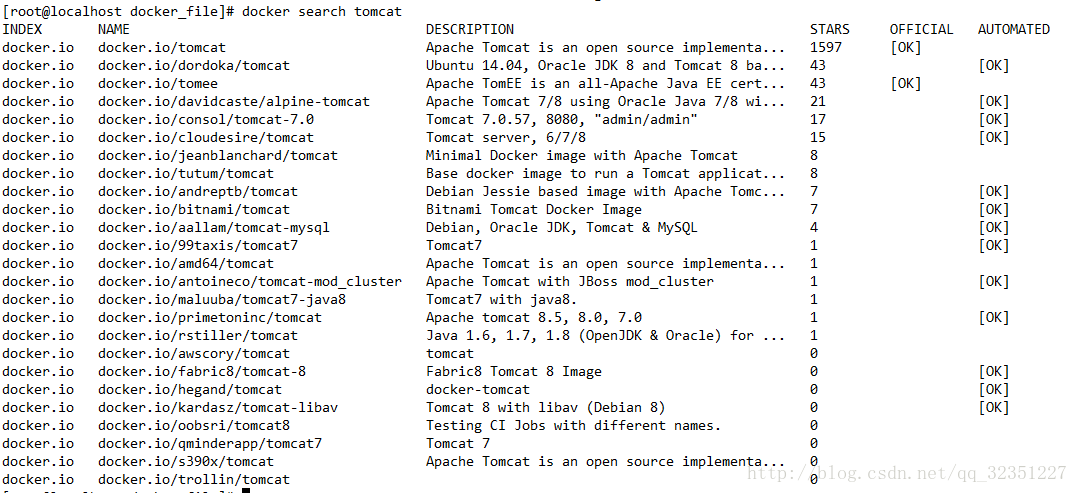 [root@localhost docker_file]# docker search tomcat
INDEX NAME DESCRIPTION STARS OFFICIAL AUTOMATED
docker.io docker.io/tomcat Apache Tomcat is an open source implementa... 1597 [OK]
docker.io docker.io/dordoka/tomcat Ubuntu 14.04, Oracle JDK 8 and Tomcat 8 ba... 43 [OK]
docker.io docker.io/tomee Apache TomEE is an all-Apache Java EE cert... 43 [OK]
docker.io docker.io/davidcaste/alpine-tomcat Apache Tomcat 7/8 using Oracle Java 7/8 wi... 21 [OK]
docker.io docker.io/consol/tomcat-7.0 Tomcat 7.0.57, 8080, "admin/admin" 17 [OK]
docker.io docker.io/cloudesire/tomcat Tomcat server, 6/7/8 15 [OK]
docker.io docker.io/jeanblanchard/tomcat Minimal Docker image with Apache Tomcat 8
docker.io docker.io/tutum/tomcat Base docker image to run a Tomcat applicat... 8
docker.io docker.io/andreptb/tomcat Debian Jessie based image with Apache Tomc... 7 [OK]
docker.io docker.io/bitnami/tomcat Bitnami Tomcat Docker Image 7 [OK]
docker.io docker.io/aallam/tomcat-mysql Debian, Oracle JDK, Tomcat & MySQL 4 [OK]
docker.io docker.io/99taxis/tomcat7 Tomcat7 1 [OK]
docker.io docker.io/amd64/tomcat Apache Tomcat is an open source implementa... 1
docker.io docker.io/antoineco/tomcat-mod_cluster Apache Tomcat with JBoss mod_cluster 1 [OK]
docker.io docker.io/maluuba/tomcat7-java8 Tomcat7 with java8. 1
docker.io docker.io/primetoninc/tomcat Apache tomcat 8.5, 8.0, 7.0 1 [OK]
docker.io docker.io/rstiller/tomcat Java 1.6, 1.7, 1.8 (OpenJDK & Oracle) for ... 1
docker.io docker.io/awscory/tomcat tomcat 0
docker.io docker.io/fabric8/tomcat-8 Fabric8 Tomcat 8 Image 0 [OK]
docker.io docker.io/hegand/tomcat docker-tomcat 0 [OK]
docker.io docker.io/kardasz/tomcat-libav Tomcat 8 with libav (Debian 8) 0 [OK]
docker.io docker.io/oobsri/tomcat8 Testing CI Jobs with different names. 0
docker.io docker.io/qminderapp/tomcat7 Tomcat 7 0
docker.io docker.io/s390x/tomcat Apache Tomcat is an open source implementa... 0
http://blog.csdn.net/qq_32351227
docker.io docker.io/trollin/tomcat 0